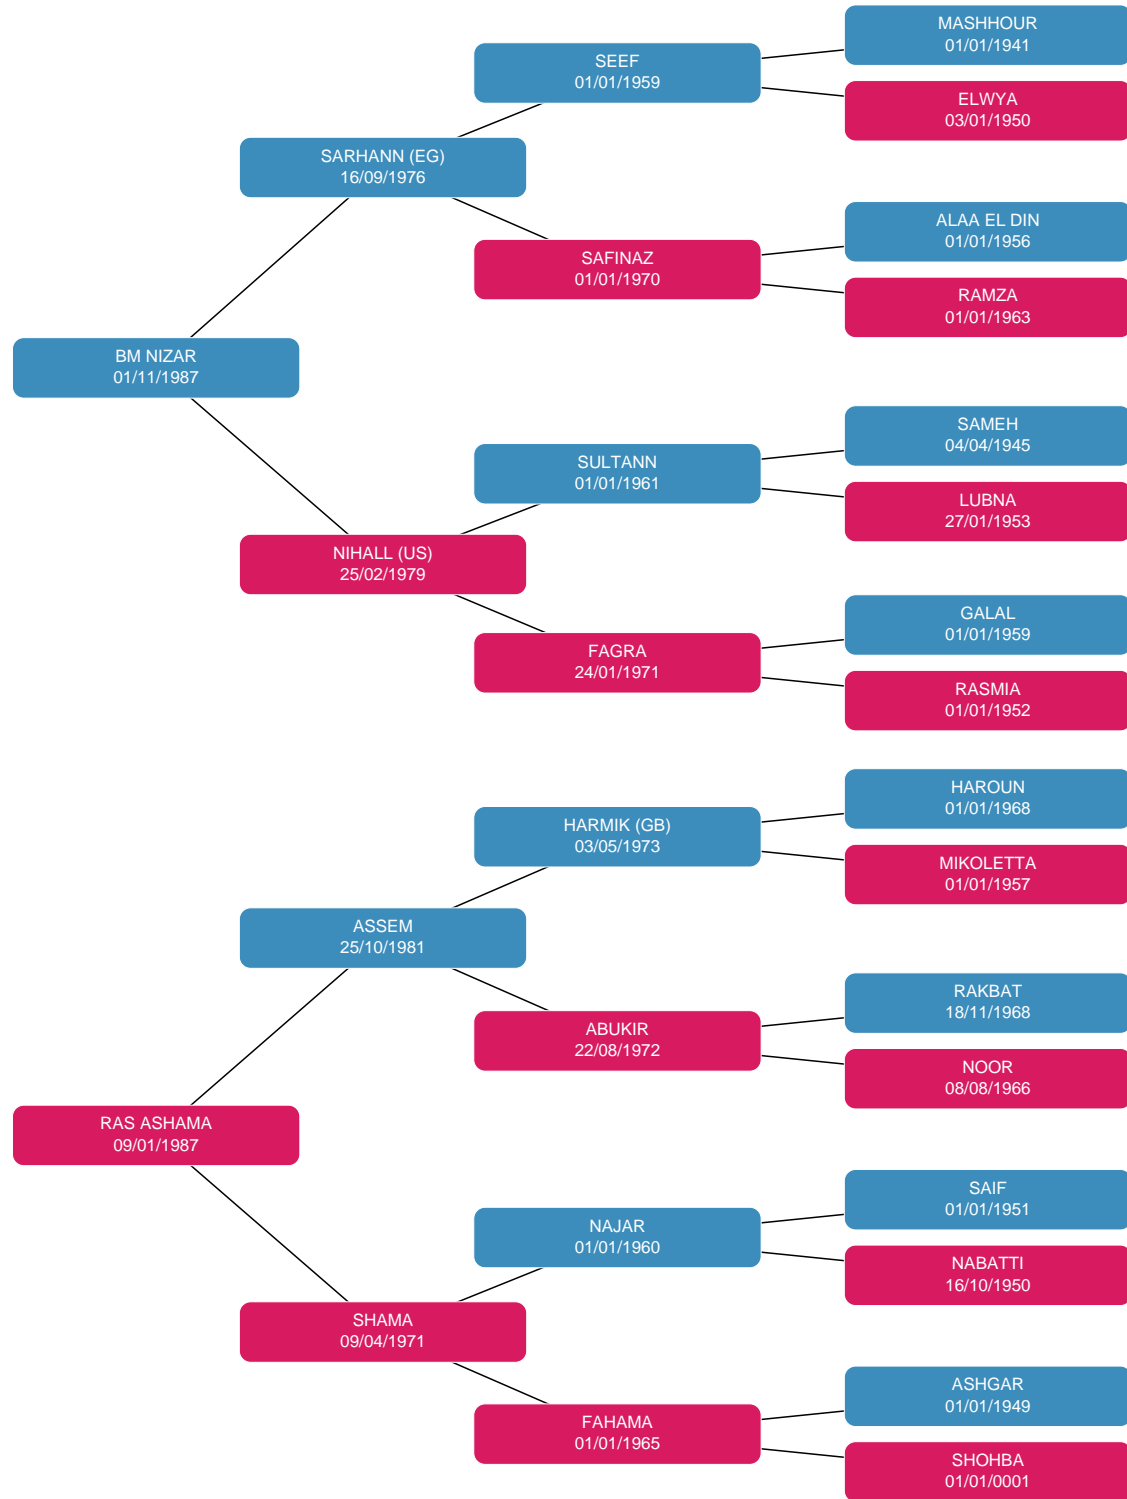 MASHHOUR
01/01/1941
SEEF
01/01/1959
ELWYA
03/01/1950
SARHANN (EG)
16/09/1976
ALAA EL DIN
01/01/1956
SAFINAZ
01/01/1970
RAMZA
01/01/1963
BM NIZAR
01/11/1987
SAMEH
04/04/1945
SULTANN
01/01/1961
LUBNA
27/01/1953
NIHALL (US)
25/02/1979
GALAL
01/01/1959
FAGRA
24/01/1971
RASMIA
01/01/1952
HAROUN
01/01/1968
HARMIK (GB)
03/05/1973
MIKOLETTA
01/01/1957
ASSEM
25/10/1981
RAKBAT
18/11/1968
ABUKIR
22/08/1972
NOOR
08/08/1966
RAS ASHAMA
09/01/1987
SAIF
01/01/1951
NAJAR
01/01/1960
NABATTI
16/10/1950
SHAMA
09/04/1971
ASHGAR
01/01/1949
FAHAMA
01/01/1965
SHOHBA
01/01/0001